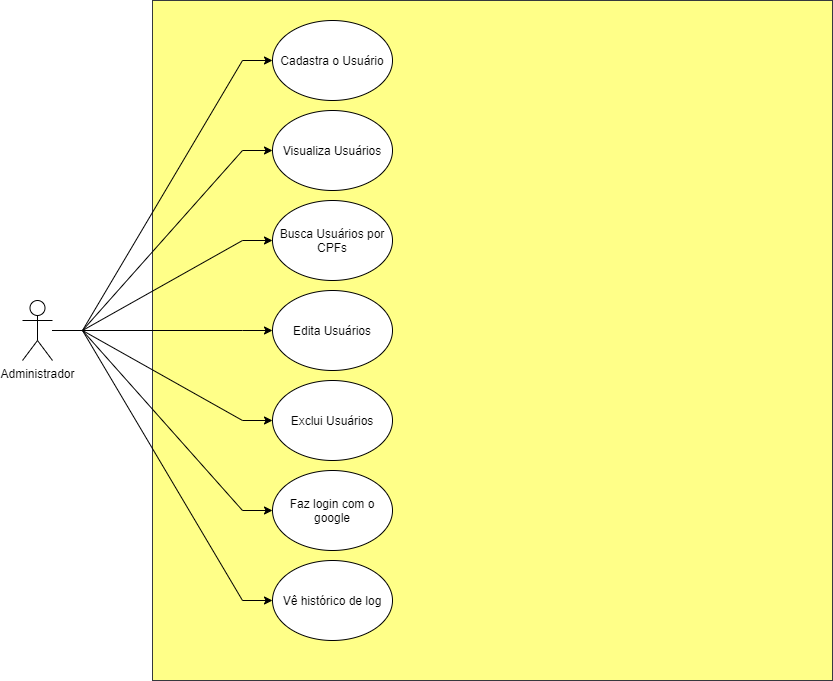 Cadastra o Usuário
Visualiza Usuários
Busca Usuários por
CPFs
Edita Usuários
Administrador
Exclui Usuários
Faz login com o
google
Vê histórico de log